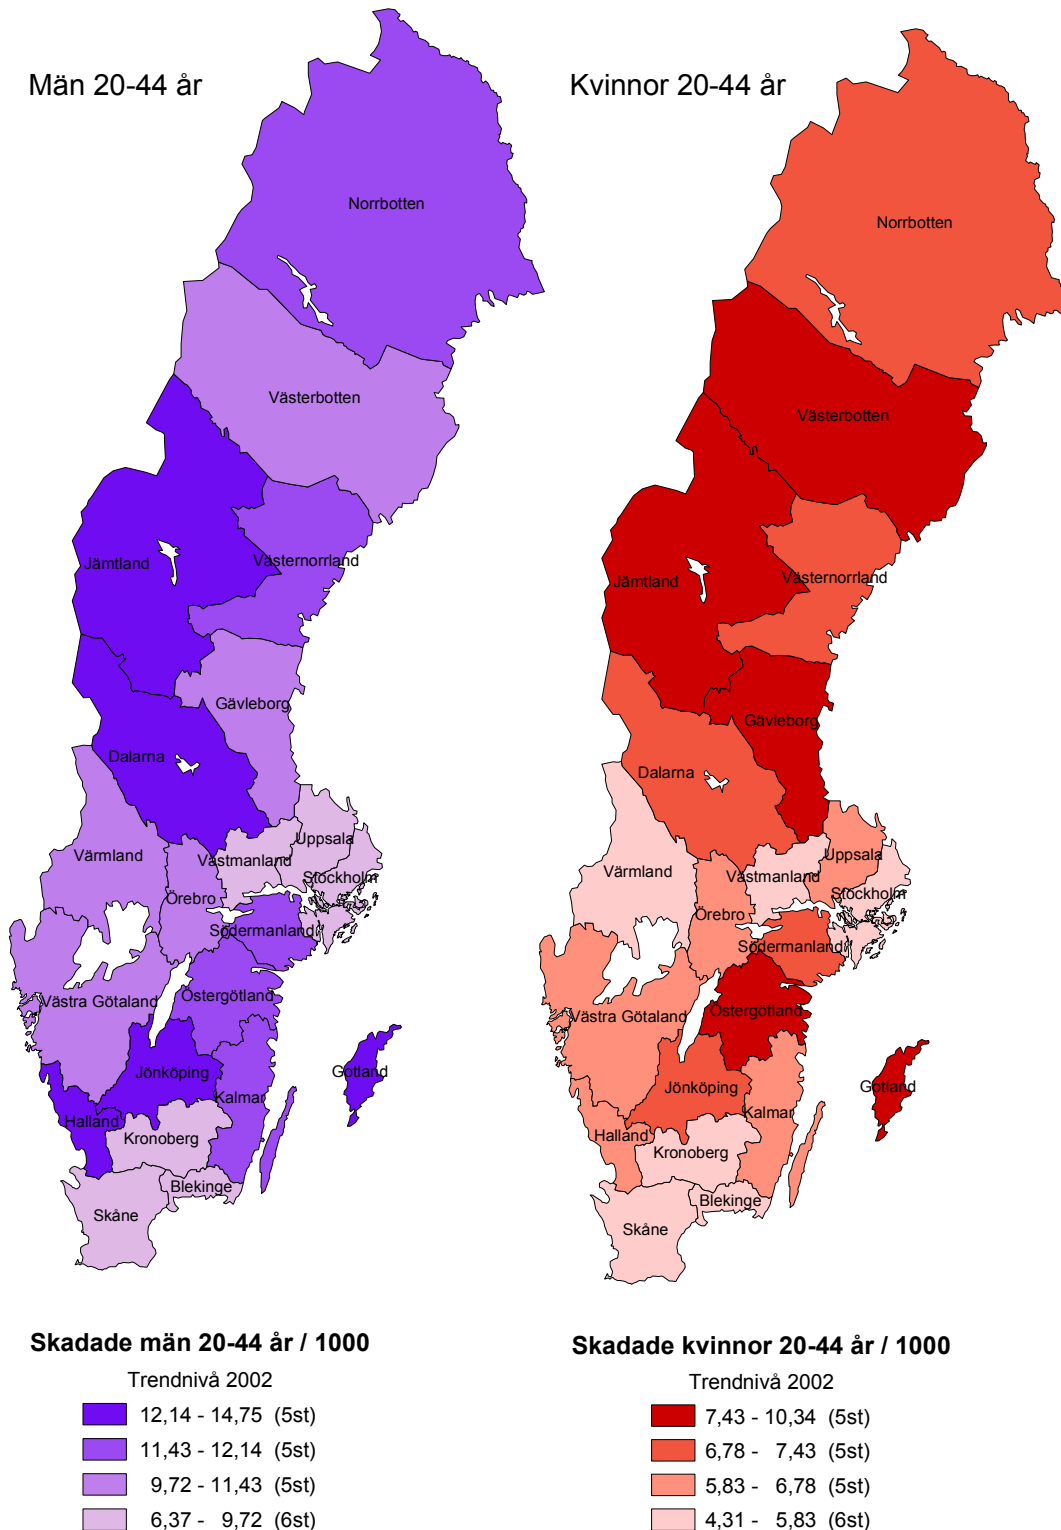 Män 20-44 år
Norrbotten
Västerbotten
Jämtland
Västernorrland
Gävleborg
Dalarna
Värmland
Västmanland
Uppsala
Stockholm
Örebro
Södermanland
Västra Götaland
Östergötland
Jönköping
Gotland
Kalmar
Halland
Kronoberg
Blekinge
Skåne
Skadade män 20-44 år / 1000
Trendnivå 2002
12,14 - 14,75 (5st)
11,43 - 12,14 (5st)
9,72 - 11,43 (5st)
6,37 - 9,72 (6st)
Kvinnor 20-44 år
Norrbotten
Västerbotten
Jämtland
Västernorrland
Gävleborg
Dalarna
Värmland
Västmanland
Uppsala
Stockholm
Örebro
Södermanland
Västra Götaland
Östergötland
Jönköping
Gotland
Kalmar
Halland
Kronoberg
Blekinge
Skåne
Skadade kvinnor 20-44 år / 1000
Trendnivå 2002
7,43 - 10,34 (5st)
6,78 - 7,43 (5st)
5,83 - 6,78 (5st)
4,31 - 5,83 (6st)